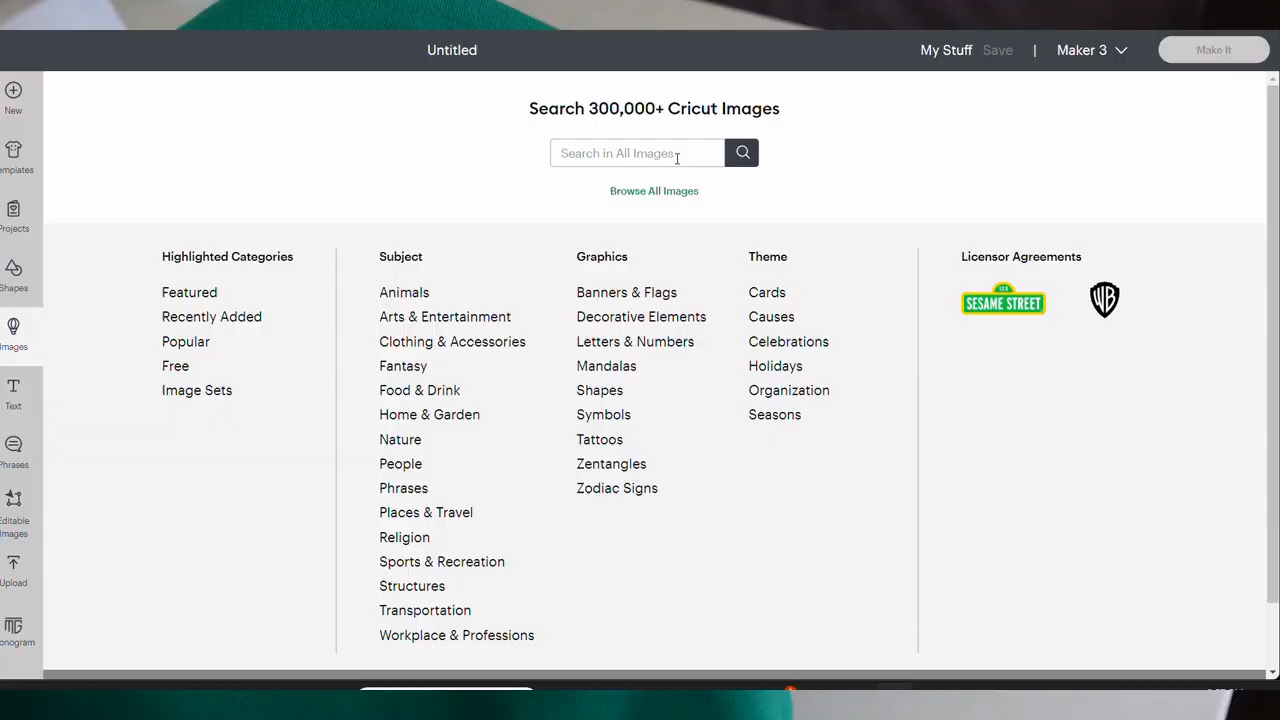 Untitled
My Stuff Save | Maker 3 Make It
New
emplates
Projects
Shapes
Images
Text
Phrases
Editable
Images
Upload
onogram
Search 300,000+ Cricut Images
Search in All Images
Browse All Images
Highlighted Categories
Featured
Recently Added
Popular
Free
Image Sets
Subject
Animals
Arts & Entertainment
Clothing & Accessories
Fantasy
Food & Drink
Home & Garden
Nature
People
Phrases
Places & Travel
Religion
Sports & Recreation
Structures
Transportation
Workplace & Professions
Graphics
Banners & Flags
Decorative Elements
Letters & Numbers
Mandalas
Shapes
Symbols
Tattoos
Zentangles
Zodiac Signs
Theme
Cards
Causes
Celebrations
Holidays
Organization
Seasons
Licensor Agreements
123
SESAME STREET
WB